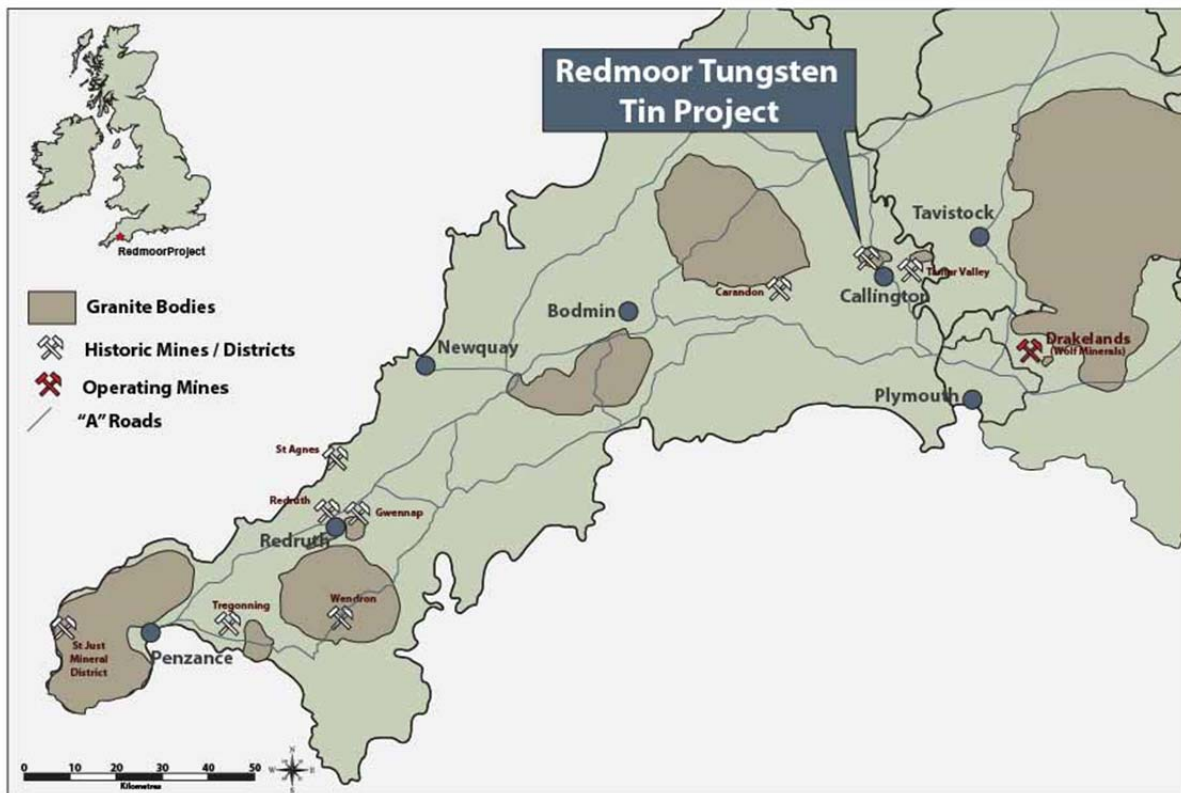 Redmoor Tungsten
Tin Project
RedmoorProject
Granite Bodies
Historic Mines / Districts
Operating Mines
“A” Roads
Tavistock
Tamar Valley
Callington
Carandon
Bodmin
Newquay
Drakelands
(Wolf Minerals)
Plymouth
St Agnes
Redruth
Gwennap
Redruth
Tregonning
Wendron
St Just
Mineral
District
Penzance
0 10 20 30 40 50
Kilometres
N
W E
S